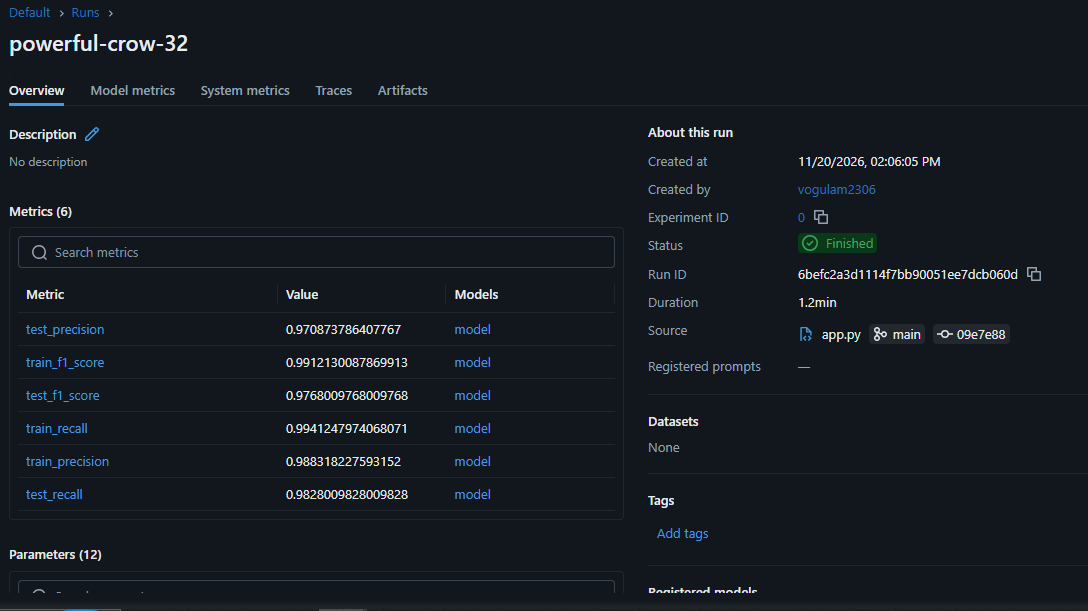 Default > Runs >
powerful-crow-32
Overview Model metrics System metrics Traces Artifacts
Description
No description
Metrics (6)
Search metrics
Metric Value Models
test_precision 0.970873786407767 model
train_f1_score 0.9912130087869913 model
test_f1_score 0.9768009768009768 model
train_recall 0.9941247974068071 model
train_precision 0.988318227593152 model
test_recall 0.9828009828009828 model
Parameters (12)
About this run
Created at 11/20/2026, 02:06:05 PM
Created by vogulam2306
Experiment ID 0
Status Finished
Run ID 6befc2a3d1114f7bb90051ee7dcb060d
Duration 1.2min
Source app.py main 09e7e88
Registered prompts —
Datasets
None
Tags
Add tags
Registered models